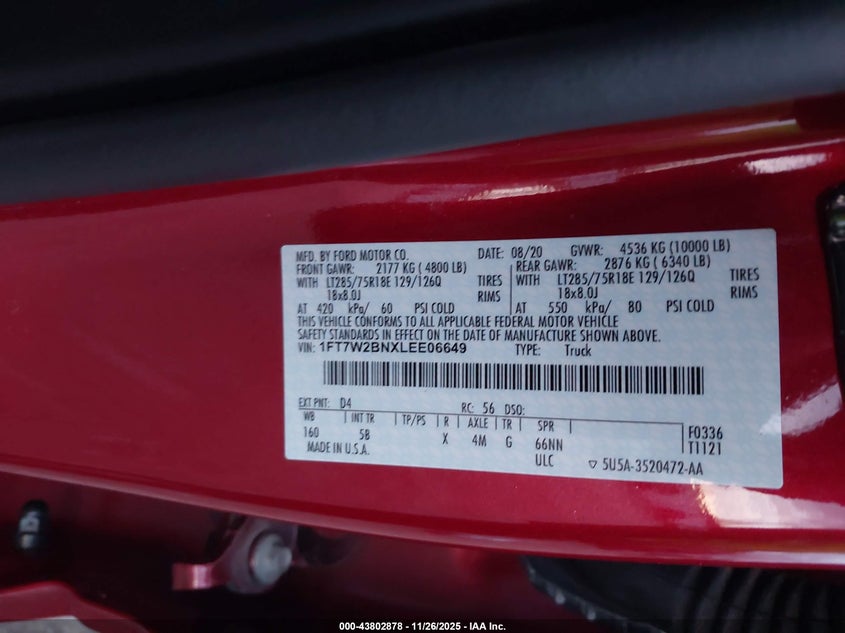 MFD. BY FORD MOTOR CO. DATE: 08/20 GVWR: 4536 KG (10000 LB)
FRONT GAWR: 2177 KG (4800 LB) REAR GAWR: 2876 KG (6340 LB)
WITH LT285/75R18E 129/126Q TIRES WITH LT285/75R18E 129/126Q TIRES
18x8.0J RIMS 18x8.0J RIMS
AT 420 kPa/ 60 PSI COLD AT 550 kPa/ 80 PSI COLD
THIS VEHICLE CONFORMS TO ALL APPLICABLE FEDERAL MOTOR VEHICLE
SAFETY STANDARDS IN EFFECT ON THE DATE OF MANUFACTURE SHOWN ABOVE.
VIN: 1FT7W2BNXLEE06649 TYPE: Truck
EXT PNT: D4 RC: 56 DSO:
WB INT TR TP/PS R AXLE TR SPR F0336
160 5B X 4M G 66NN T1121
MADE IN U.S.A. ULC ▽ 5U5A-3520472-AA
000-43802878 - 11/26/2025 - IAA Inc.